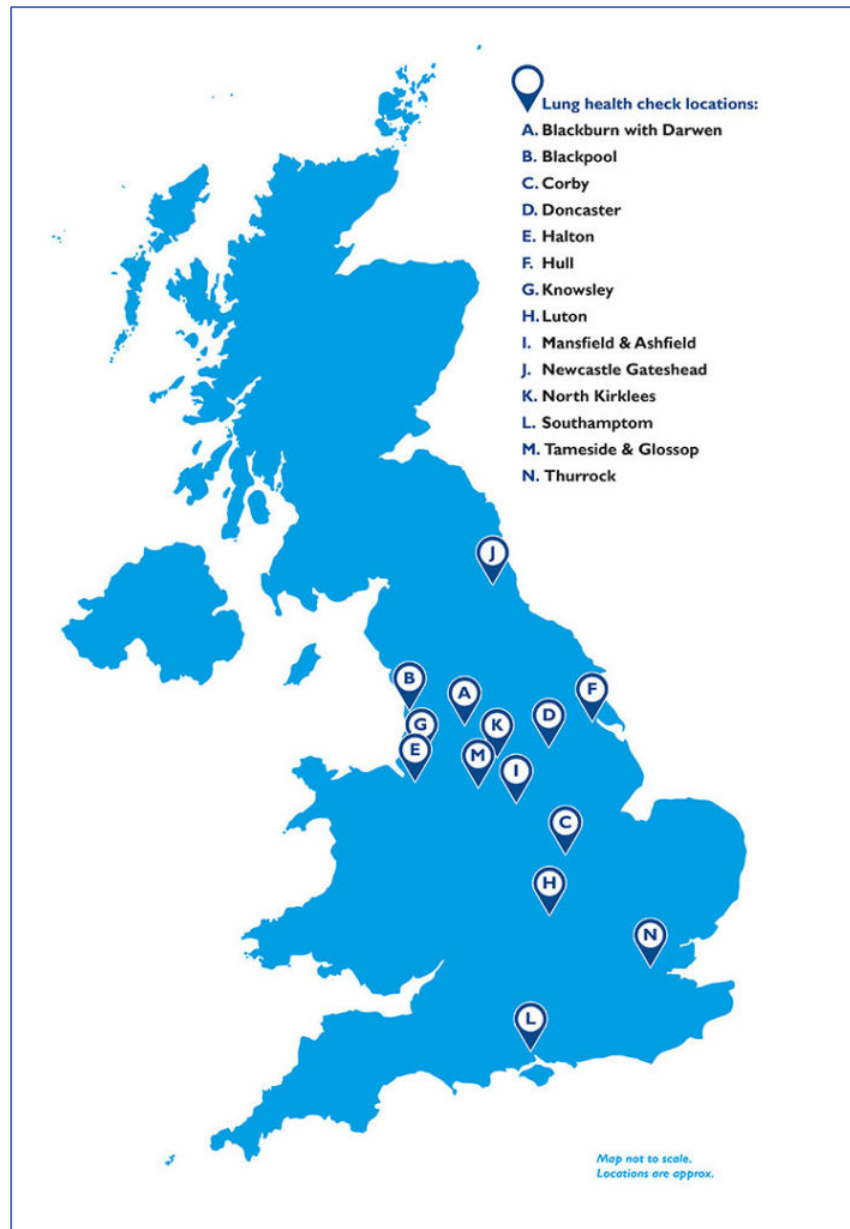 Lung health check locations:
A. Blackburn with Darwen
B. Blackpool
C. Corby
D. Doncaster
E. Halton
F. Hull
G. Knowsley
H. Luton
I. Mansfield & Ashfield
J. Newcastle Gateshead
K. North Kirklees
L. Southamptom
M. Tameside & Glossop
N. Thurrock
J
B
A
F
G
K
D
E
M
I
C
H
N
L
Map not to scale.
Locations are approx.